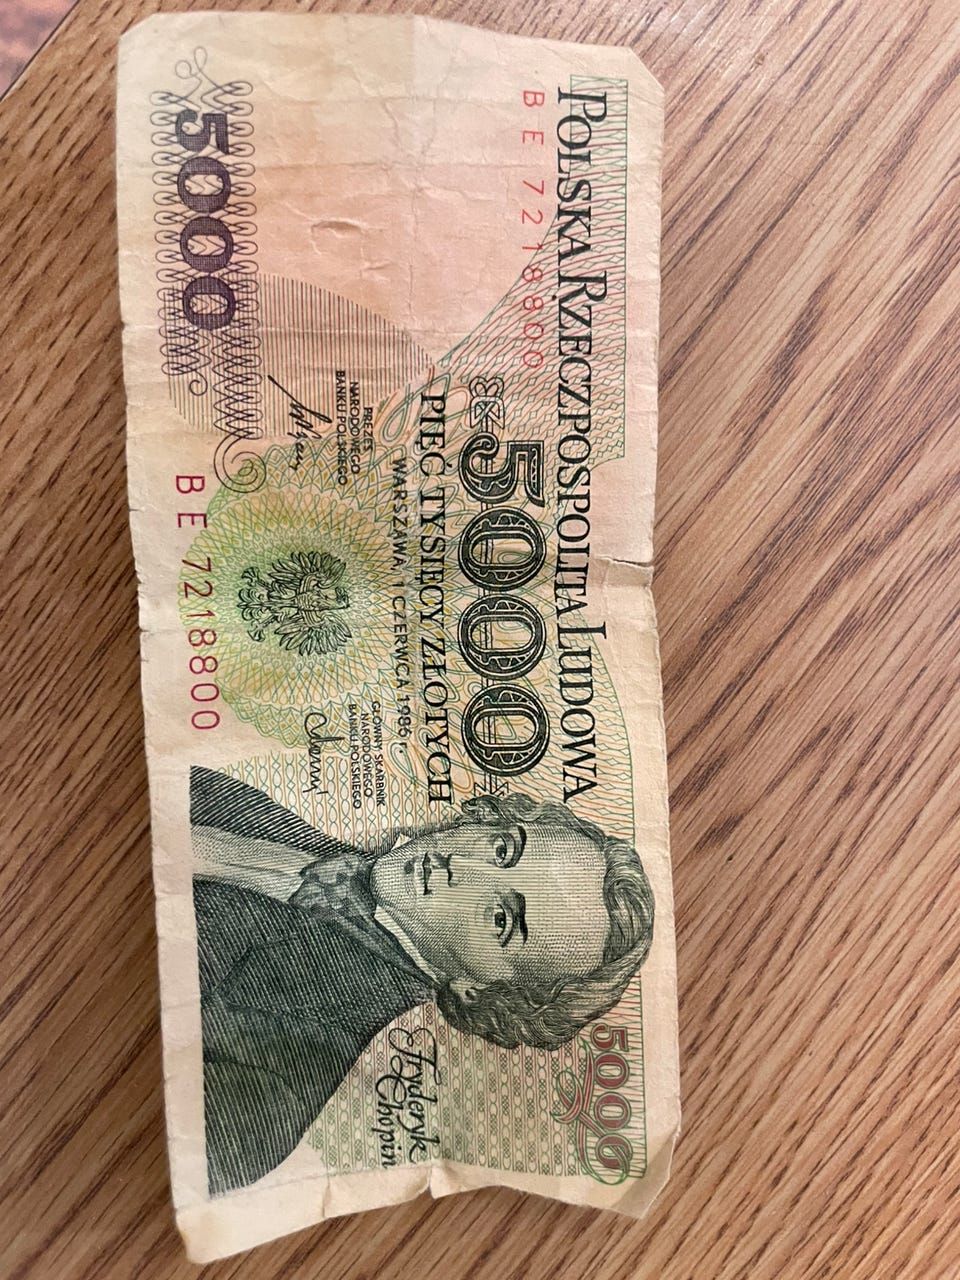 POLSKA RZECZPOSPOLITA LUDOWA
BE 7218800
5000
PIĘĆ TYSIĘCY ZŁOTYCH
WARSZAWA, 1 CZERWCA 1986 r.
PREZES
NARODOWEGO
BANKU POLSKIEGO
GŁÓWNY SKARBNIK
NARODOWEGO
BANKU POLSKIEGO
5000
BE 7218800
5000
Fryderyk
Chopin